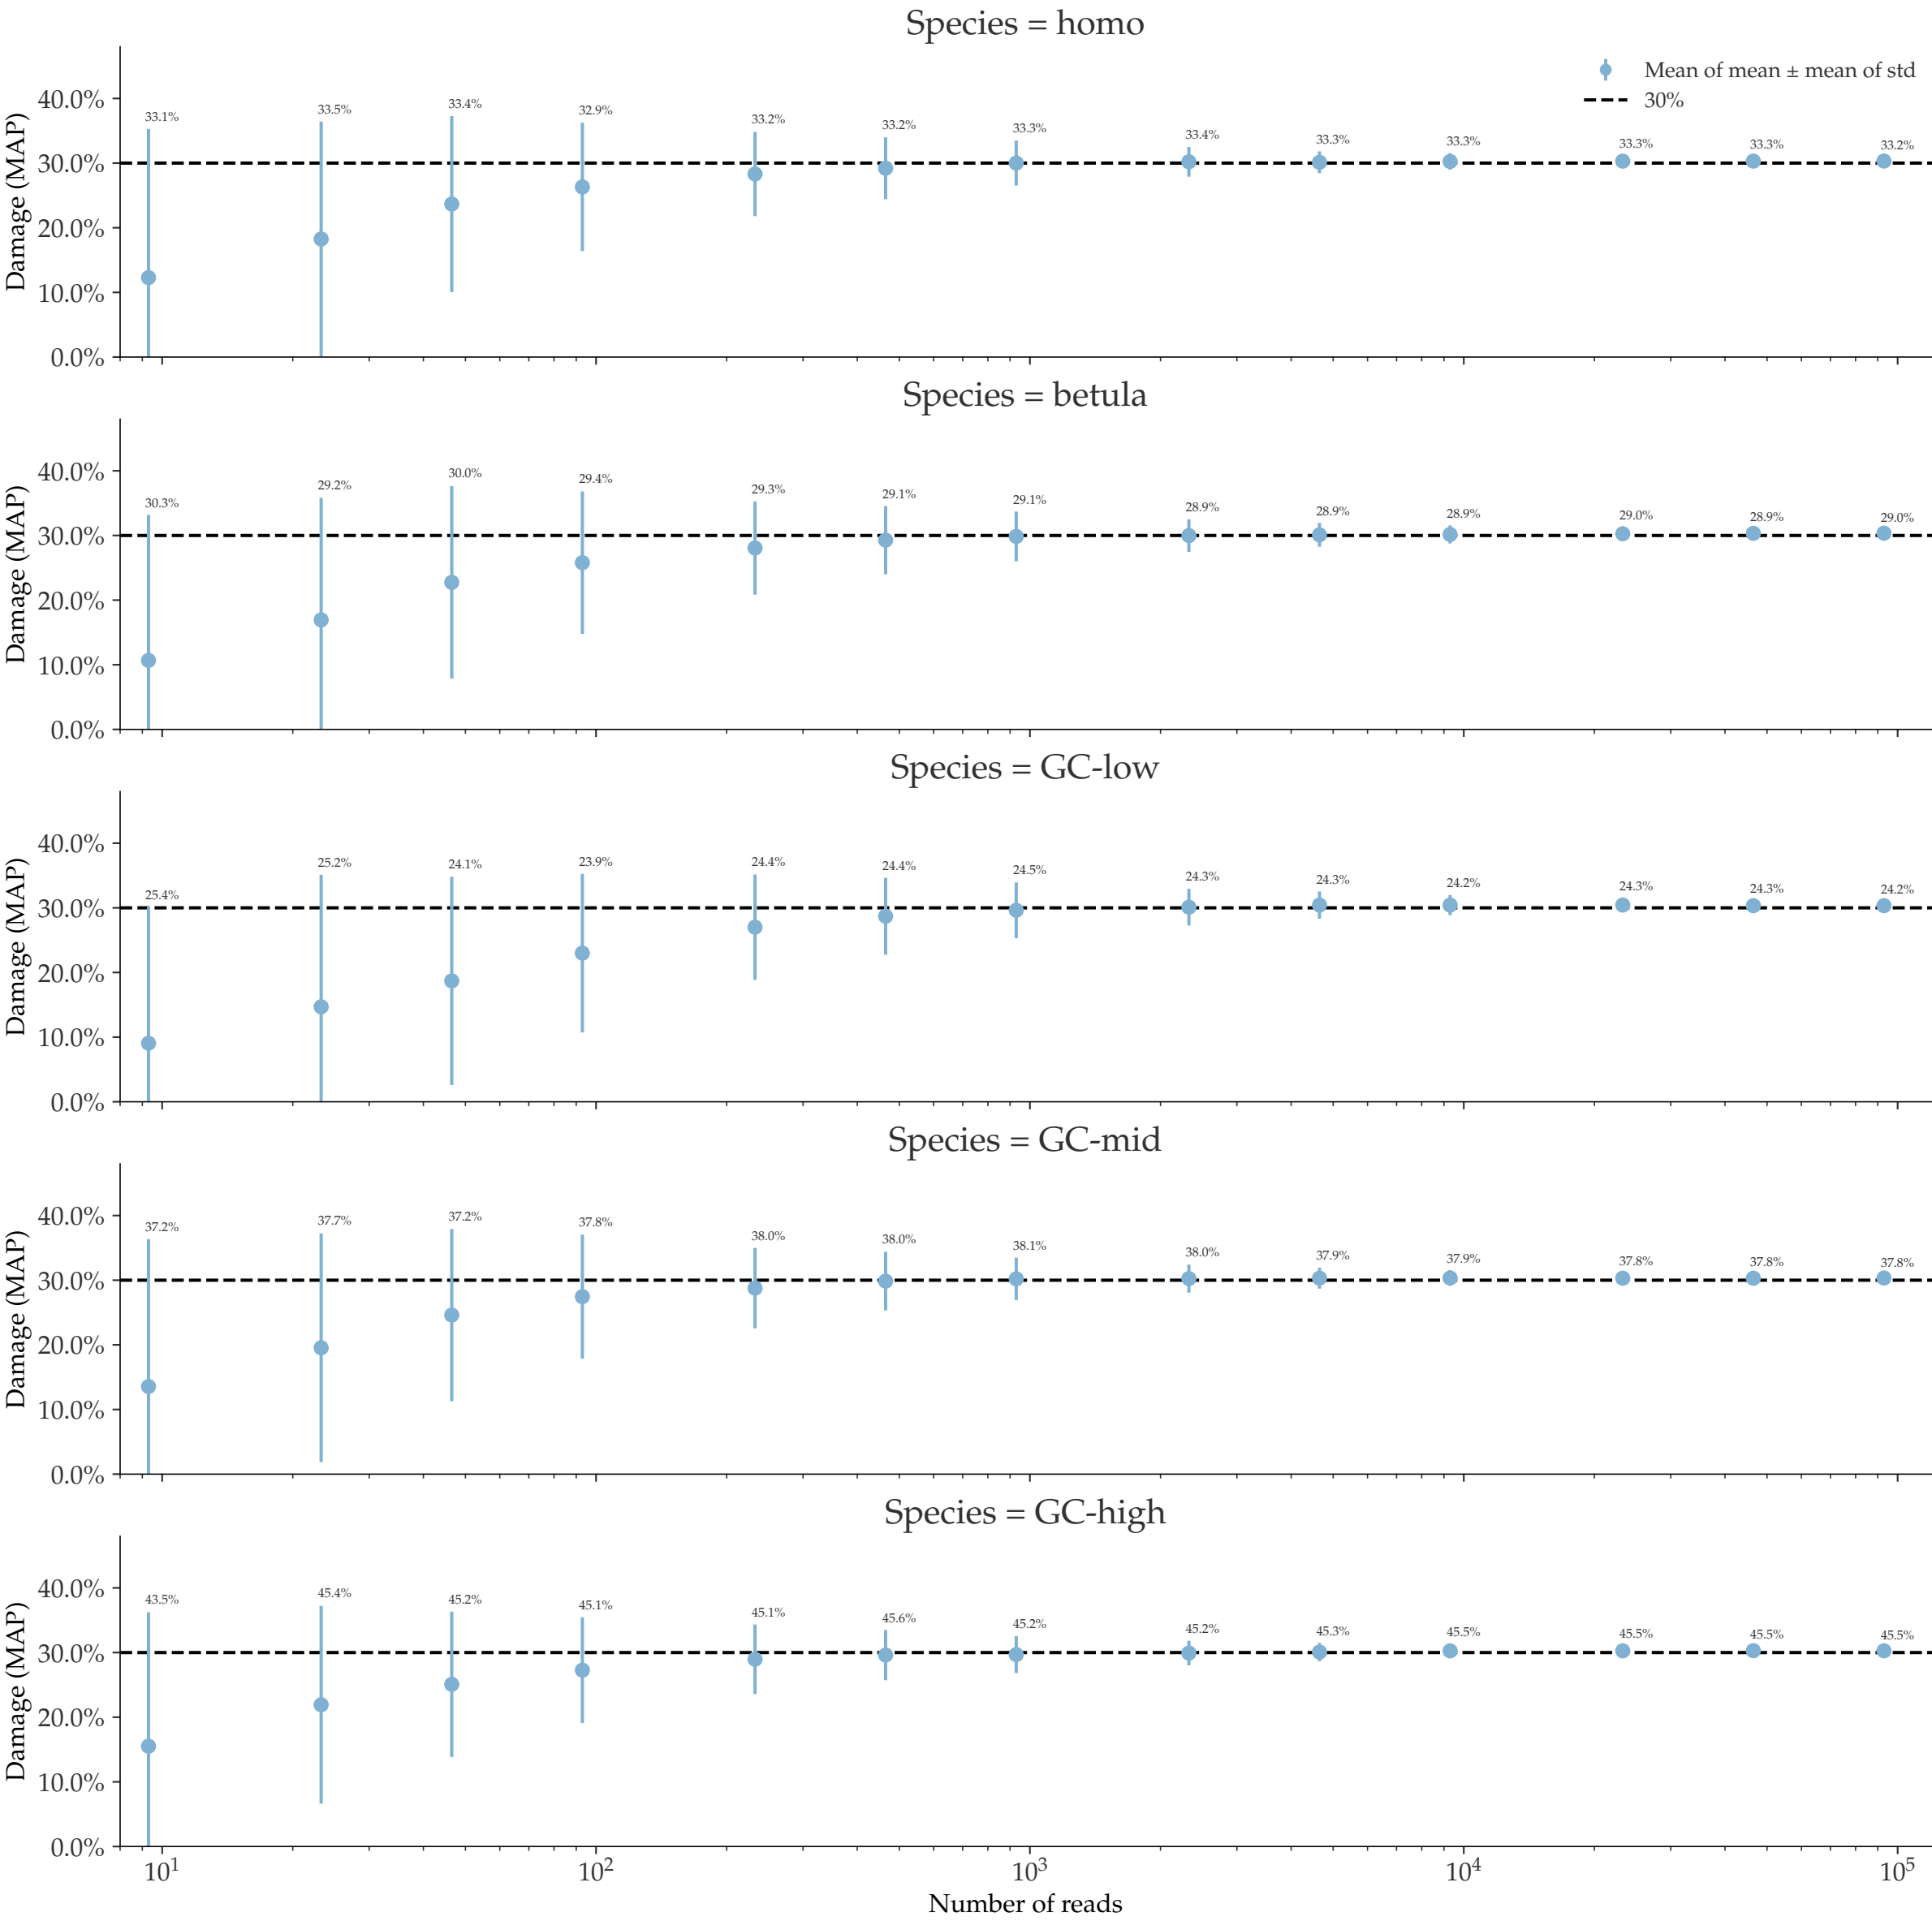 Species = homo
Mean of mean ± mean of std
30%
Damage (MAP)
40.0%
30.0%
20.0%
10.0%
0.0%
33.1% 33.5% 33.4% 32.9% 33.2% 33.2% 33.3% 33.4% 33.3% 33.3% 33.3% 33.3% 33.2%
Species = betula
Damage (MAP)
40.0%
30.0%
20.0%
10.0%
0.0%
30.3% 29.2% 30.0% 29.4% 29.3% 29.1% 29.1% 28.9% 28.9% 28.9% 29.0% 28.9% 29.0%
Species = GC-low
Damage (MAP)
40.0%
30.0%
20.0%
10.0%
0.0%
25.4% 25.2% 24.1% 23.9% 24.4% 24.4% 24.5% 24.3% 24.3% 24.2% 24.3% 24.3% 24.2%
Species = GC-mid
Damage (MAP)
40.0%
30.0%
20.0%
10.0%
0.0%
37.2% 37.7% 37.2% 37.8% 38.0% 38.0% 38.1% 38.0% 37.9% 37.9% 37.8% 37.8% 37.8%
Species = GC-high
Damage (MAP)
40.0%
30.0%
20.0%
10.0%
0.0%
43.5% 45.4% 45.2% 45.1% 45.1% 45.6% 45.2% 45.2% 45.3% 45.5% 45.5% 45.5% 45.5%
10¹ 10² 10³ 10⁴ 10⁵
Number of reads